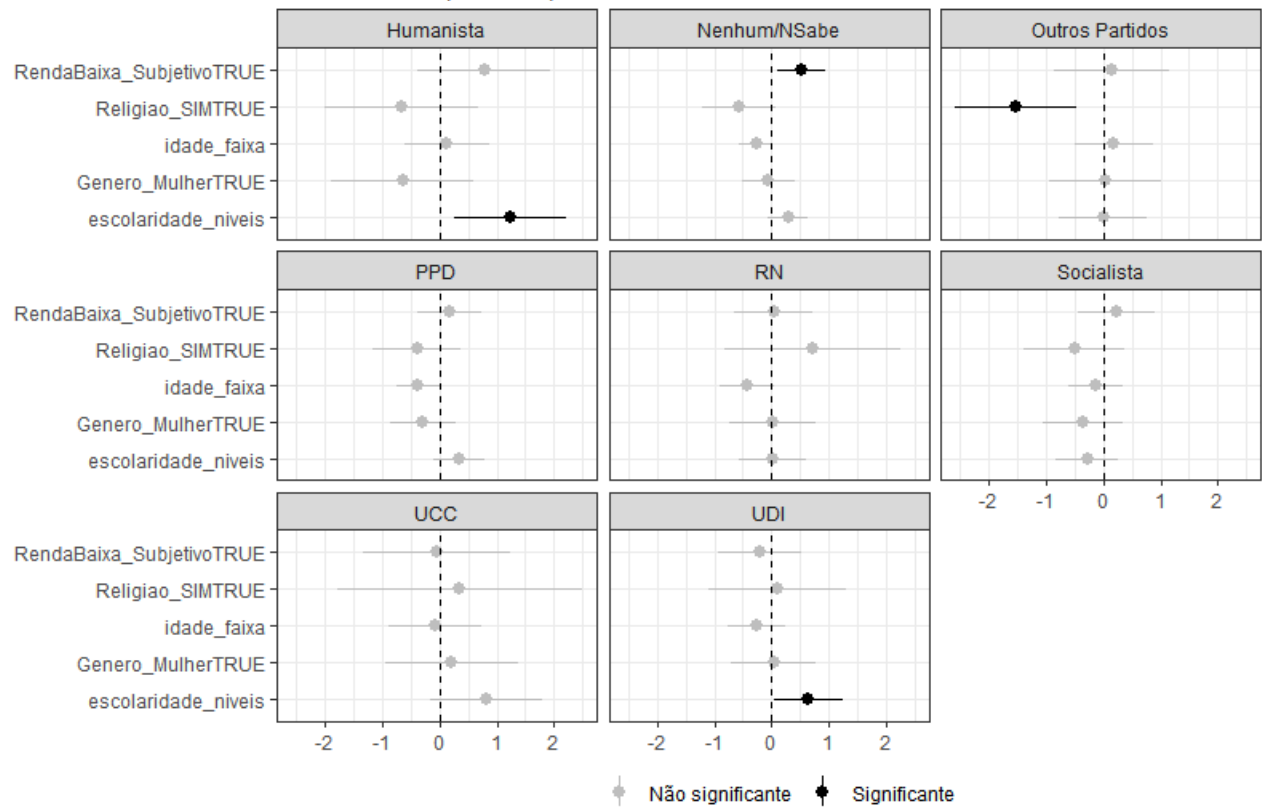 Humanista Nenhum/NSabe Outros Partidos
RendaBaixa_SubjetivoTRUE
Religiao_SIMTRUE
idade_faixa
Genero_MulherTRUE
escolaridade_niveis
PPD RN Socialista
RendaBaixa_SubjetivoTRUE
Religiao_SIMTRUE
idade_faixa
Genero_MulherTRUE
escolaridade_niveis
-2 -1 0 1 2
UCC UDI
RendaBaixa_SubjetivoTRUE
Religiao_SIMTRUE
idade_faixa
Genero_MulherTRUE
escolaridade_niveis
-2 -1 0 1 2 -2 -1 0 1 2
Não significante Significante